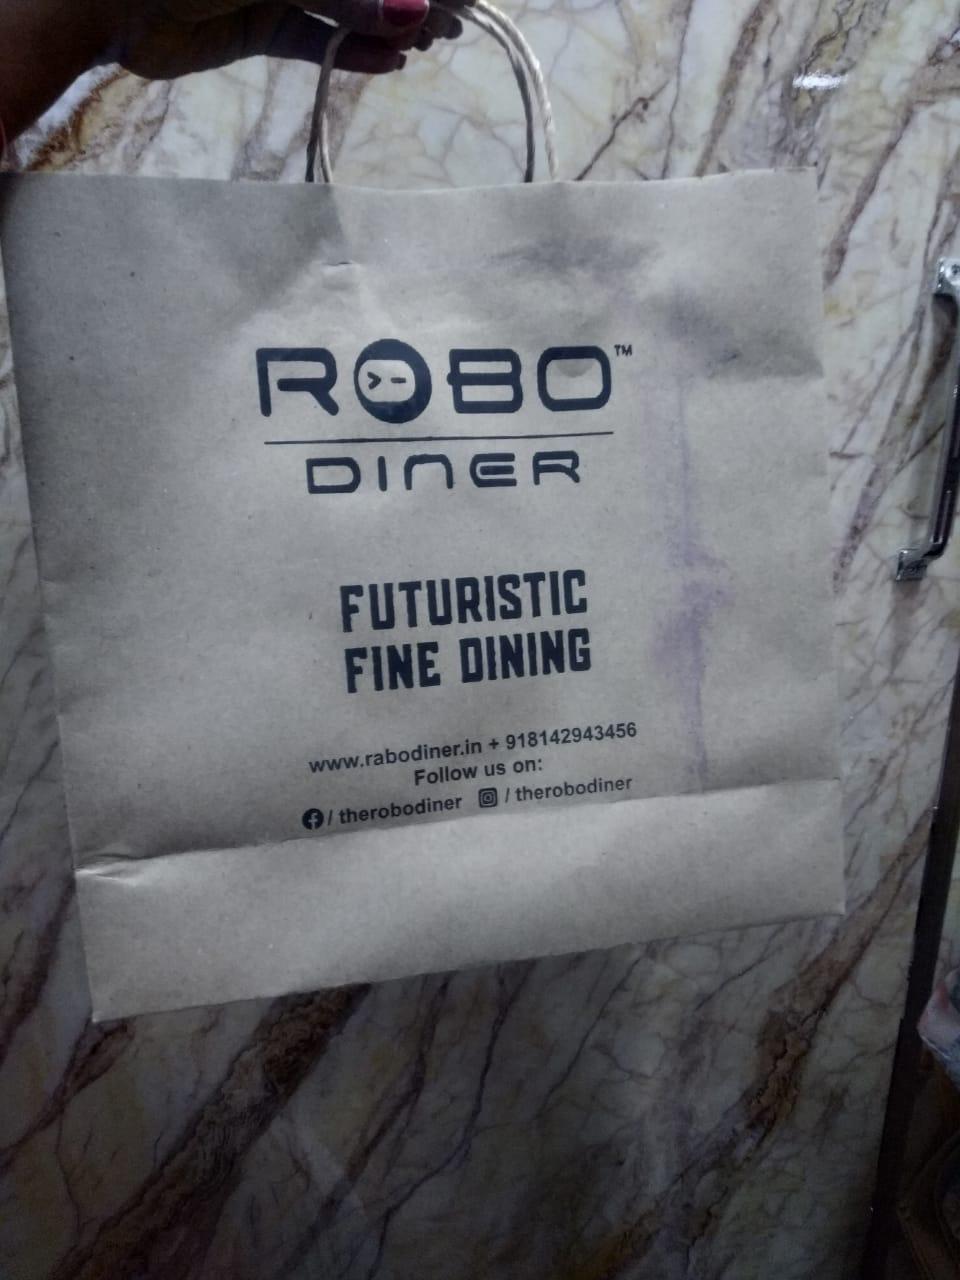 ROBO™
DINER
FUTURISTIC
FINE DINING
www.rabodiner.in + 918142943456
Follow us on:
/ therobodiner / therobodiner